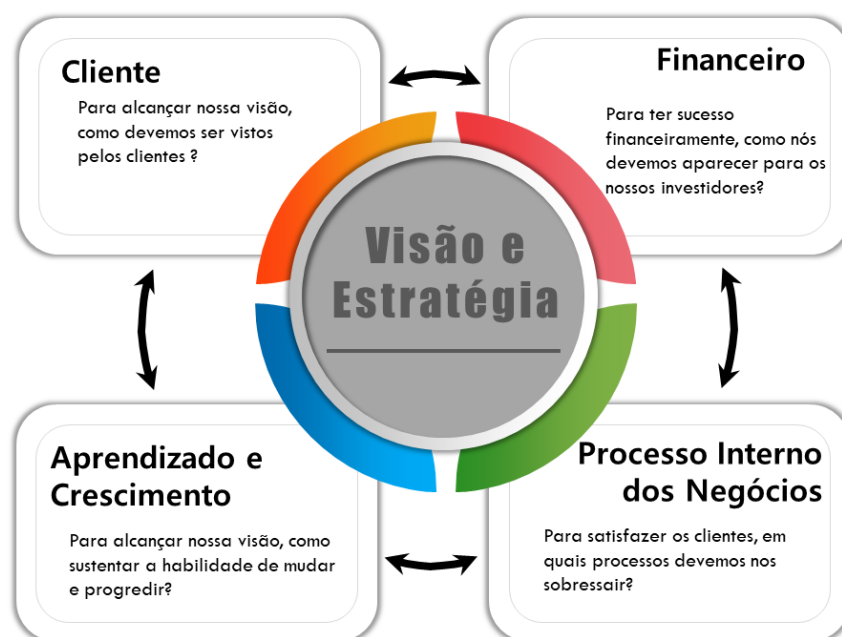 Cliente
Para alcançar nossa visão,
como devemos ser vistos
pelos clientes ?
Financeiro
Para ter sucesso
financeiramente, como nós
devemos aparecer para os
nossos investidores?
Visão e
Estratégia
Aprendizado e
Crescimento
Para alcançar nossa visão, como
sustentar a habilidade de mudar
e progredir?
Processo Interno
dos Negócios
Para satisfazer os clientes, em
quais processos devemos nos
sobressair?